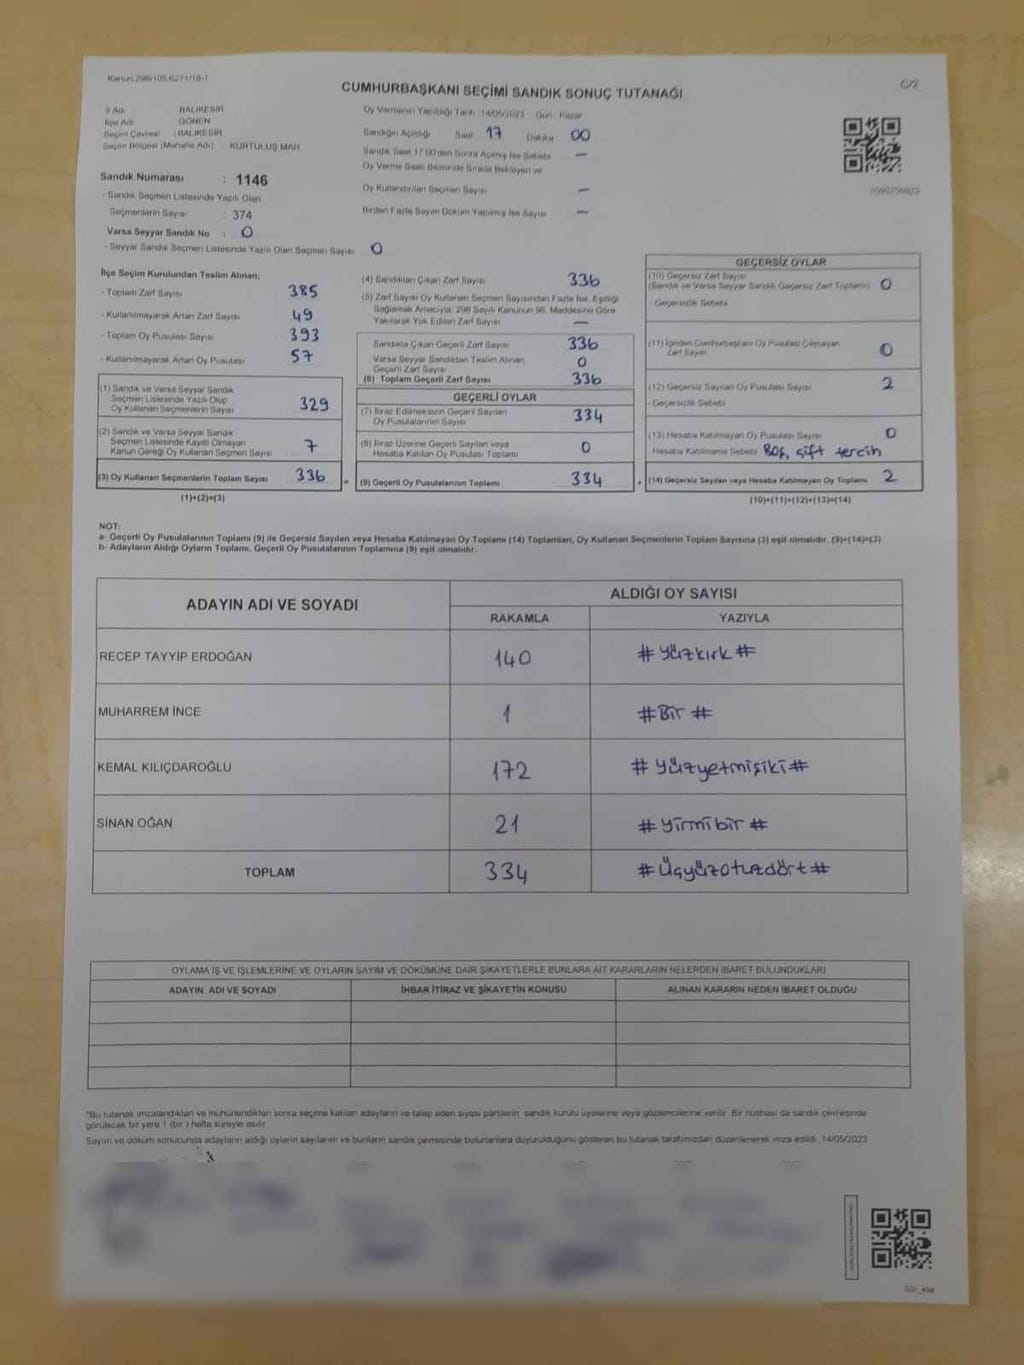 Kanun:298/105,6271/18-1
C/2
CUMHURBAŞKANI SEÇİMİ SANDIK SONUÇ TUTANAĞI
İl Adı BALIKESİR
İlçe Adı GÖNEN
Seçim Çevresi : BALIKESİR
Seçim Bölgesi (Mahalle Adı) : KURTULUŞ MAH
Oy Vermenin Yapıldığı Tarih 14/05/2023 Gün : Pazar
Sandığın Açıldığı Saat 17 Dakika 00
Sandık Saat 17.00'den Sonra Açılmış İse Sebebi —
Oy Verme Saati Bitiminde Sırada Bekleyen ve
Oy Kullandırılan Seçmen Sayısı —
Birden Fazla Sayım Döküm Yapılmış İse Sayısı —
Sandık Numarası : 1146
- Sandık Seçmen Listesinde Yazılı Olan
Seçmenlerin Sayısı : 374
Varsa Seyyar Sandık No : 0
- Seyyar Sandık Seçmen Listesinde Yazılı Olan Seçmen Sayısı 0
İlçe Seçim Kurulundan Teslim Alınan;
- Toplam Zarf Sayısı 385
- Kullanılmayarak Artan Zarf Sayısı 49
- Toplam Oy Pusulası Sayısı 393
- Kullanılmayarak Artan Oy Pusulası 57
(1) Sandık ve Varsa Seyyar Sandık
Seçmen Listesinde Yazılı Olup
Oy Kullanan Seçmenlerin Sayısı 329
(2) Sandık ve Varsa Seyyar Sandık
Seçmen Listesinde Kayıtlı Olmayan
Kanun Gereği Oy Kullanan Seçmen Sayısı 7
(3) Oy Kullanan Seçmenlerin Toplam Sayısı 336 =
(1)+(2)=(3)
(4) Sandıktan Çıkan Zarf Sayısı 336
(5) Zarf Sayısı Oy Kullanan Seçmen Sayısından Fazla İse, Eşitliği
Sağlamak Amacıyla; 298 Sayılı Kanunun 98. Maddesine Göre
Yakılarak Yok Edilen Zarf Sayısı —
Sandıkta Çıkan Geçerli Zarf Sayısı 336
Varsa Seyyar Sandıktan Teslim Alınan
Geçerli Zarf Sayısı 0
(6) Toplam Geçerli Zarf Sayısı 336
GEÇERLİ OYLAR
(7) İtiraz Edilmeksizin Geçerli Sayılan
Oy Pusulalarının Sayısı 334
(8) İtiraz Üzerine Geçerli Sayılan veya
Hesaba Katılan Oy Pusulası Toplamı 0
(9) Geçerli Oy Pusulalarının Toplamı 334 +
GEÇERSİZ OYLAR
(10) Geçersiz Zarf Sayısı
(Sandık ve Varsa Seyyar Sandık Geçersiz Zarf Toplamı) 0
- Geçersizlik Sebebi
(11) İçinden Cumhurbaşkanı Oy Pusulası Çıkmayan
Zarf Sayısı 0
(12) Geçersiz Sayılan Oy Pusulası Sayısı 2
- Geçersizlik Sebebi
(13) Hesaba Katılmayan Oy Pusulası Sayısı 0
- Hesaba Katılmama Sebebi Boş, çift tercih
(14) Geçersiz Sayılan veya Hesaba Katılmayan Oy Toplamı 2
(10)+(11)+(12)+(13)=(14)
NOT:
a- Geçerli Oy Pusulalarının Toplamı (9) ile Geçersiz Sayılan veya Hesaba Katılmayan Oy Toplamı (14) Toplamları, Oy Kullanan Seçmenlerin Toplam Sayısına (3) eşit olmalıdır. (9)+(14)=(3)
b- Adayların Aldığı Oyların Toplamı, Geçerli Oy Pusulalarının Toplamına (9) eşit olmalıdır.
ADAYIN ADI VE SOYADI ALDIĞI OY SAYISI
RAKAMLA YAZIYLA
RECEP TAYYİP ERDOĞAN 140 # yüzkırk #
MUHARREM İNCE 1 # Bir #
KEMAL KILIÇDAROĞLU 172 # Yüzyetmişiki #
SİNAN OĞAN 21 # yirmibir #
TOPLAM 334 # Üçyüzotuzdört #
OYLAMA İŞ VE İŞLEMLERİNE VE OYLARIN SAYIM VE DÖKÜMÜNE DAİR ŞİKAYETLERLE BUNLARA AİT KARARLARIN NELERDEN İBARET BULUNDUKLARI
ADAYIN ADI VE SOYADI İHBAR İTİRAZ VE ŞİKAYETİN KONUSU ALINAN KARARIN NEDEN İBARET OLDUĞU
"Bu tutanak imzalandıktan ve mühürlendikten sonra seçime katılan adayların ve talep eden siyasi partilerin sandık kurulu üyelerine veya gözlemcilerine verilir. Bir nüshası da sandık çevresinde
görülecek bir yere 1 (bir) hafta süreyle asılır.
Sayım ve döküm sonucunda adayların aldığı oyların sayılarını ve bunların sandık çevresinde bulunanlara duyurulduğunu gösteren bu tutanak tarafımızdan düzenlenerek imza edildi. 14/05/2023